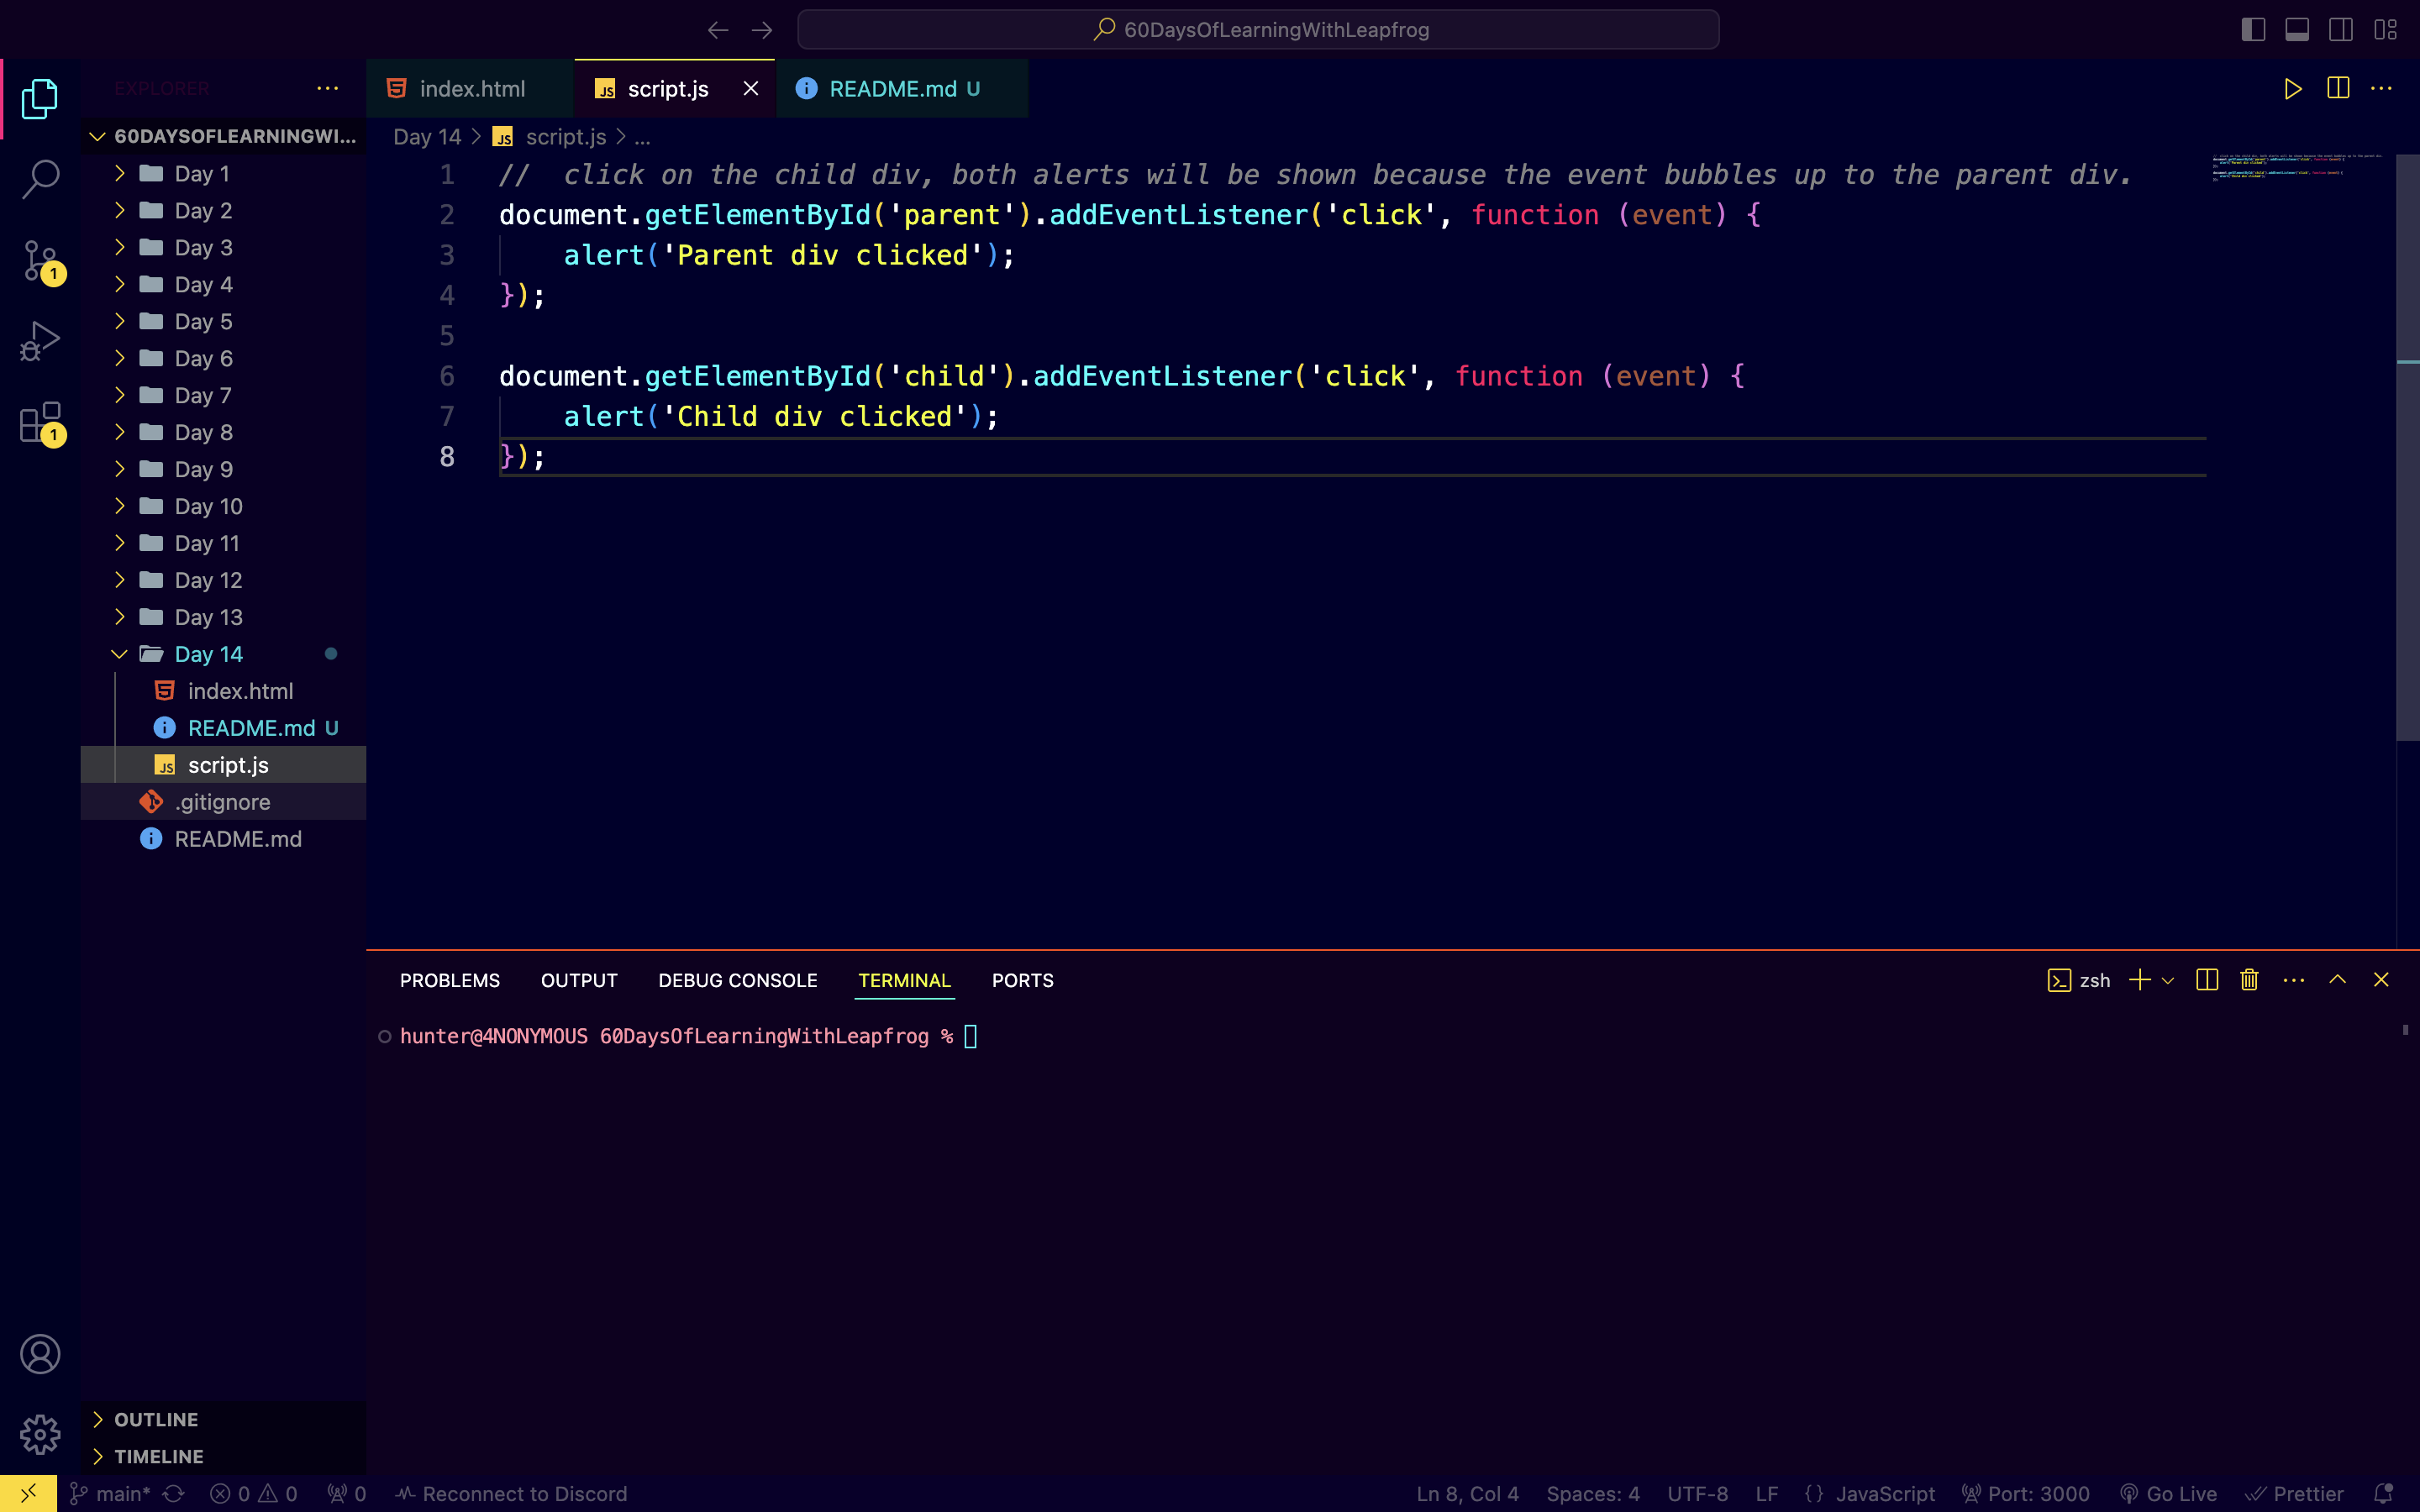 60DaysOfLearningWithLeapfrog
EXPLORER
index.html
script.js
README.md U
60DAYSOFLEARNINGWI...
Day 14 > script.js > ...
Day 1
Day 2
Day 3
Day 4
Day 5
Day 6
Day 7
Day 8
Day 9
Day 10
Day 11
Day 12
Day 13
Day 14
index.html
README.md U
script.js
.gitignore
README.md
OUTLINE
TIMELINE
1 //  click on the child div, both alerts will be shown because the event bubbles up to the parent div.
2 document.getElementById('parent').addEventListener('click', function (event) {
3     alert('Parent div clicked');
4 });
5
6 document.getElementById('child').addEventListener('click', function (event) {
7     alert('Child div clicked');
8 });
PROBLEMS OUTPUT DEBUG CONSOLE TERMINAL PORTS
zsh
hunter@4NONYMOUS 60DaysOfLearningWithLeapfrog %
1
1
main* 0 0 0 Reconnect to Discord
Ln 8, Col 4 Spaces: 4 UTF-8 LF {} JavaScript Port: 3000 Go Live Prettier